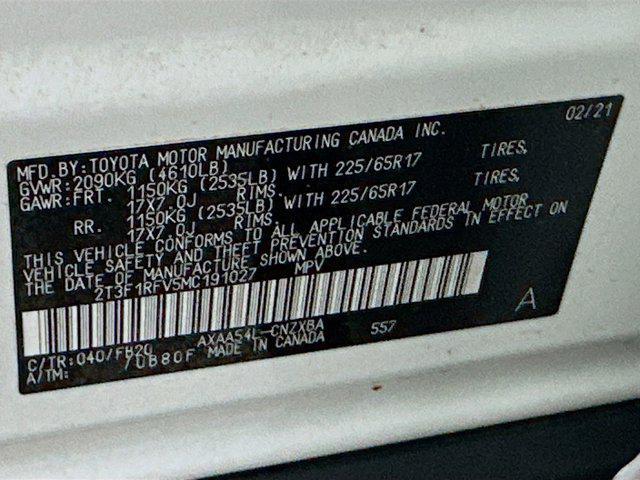 02/21
MFD.BY:TOYOTA MOTOR MANUFACTURING CANADA INC.
GVWR:2090KG (4610LB)
GAWR:FRT. 1150KG (2535LB) WITH 225/65R17 TIRES,
17X7.0J RIMS.
RR. 1150KG (2535LB) WITH 225/65R17 TIRES,
17X7.0J RIMS.
THIS VEHICLE CONFORMS TO ALL APPLICABLE FEDERAL MOTOR
VEHICLE SAFETY AND THEFT PREVENTION STANDARDS IN EFFECT ON
THE DATE OF MANUFACTURE SHOWN ABOVE.
2T3F1RFV5MC191027 MPV
A
C/TR:040/FB20 AXAA54L-CNZXBA 557
A/TM: /UB80F MADE IN CANADA